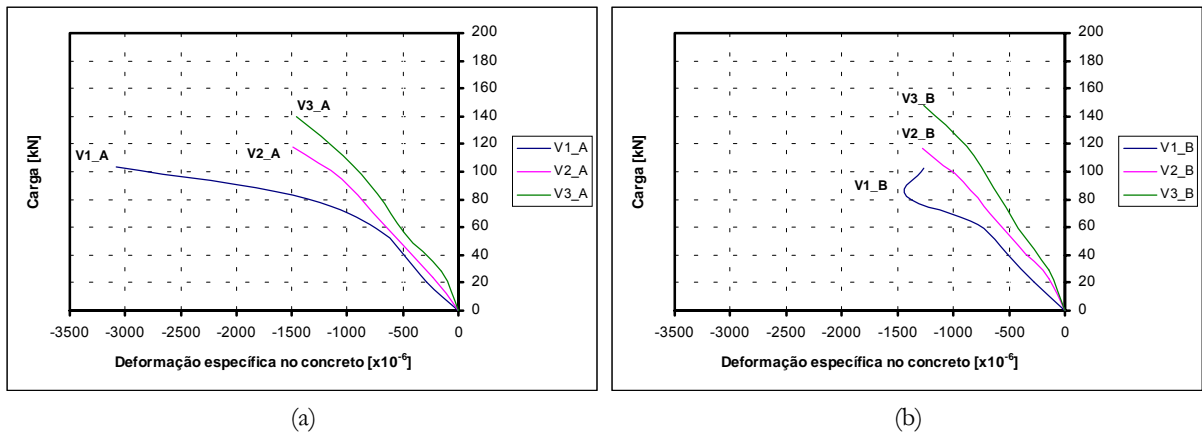 200
180
160
140
120
100
80
60
40
20
0
-3500 -3000 -2500 -2000 -1500 -1000 -500 0
Carga [kN]
Deformação específica no concreto [x10⁻⁶]
V3_A
V2_A
V1_A
V1_A
V2_A
V3_A
(a)
200
180
160
140
120
100
80
60
40
20
0
-3500 -3000 -2500 -2000 -1500 -1000 -500 0
Carga [kN]
Deformação específica no concreto [x10⁻⁶]
V3_B
V2_B
V1_B
V1_B
V2_B
V3_B
(b)